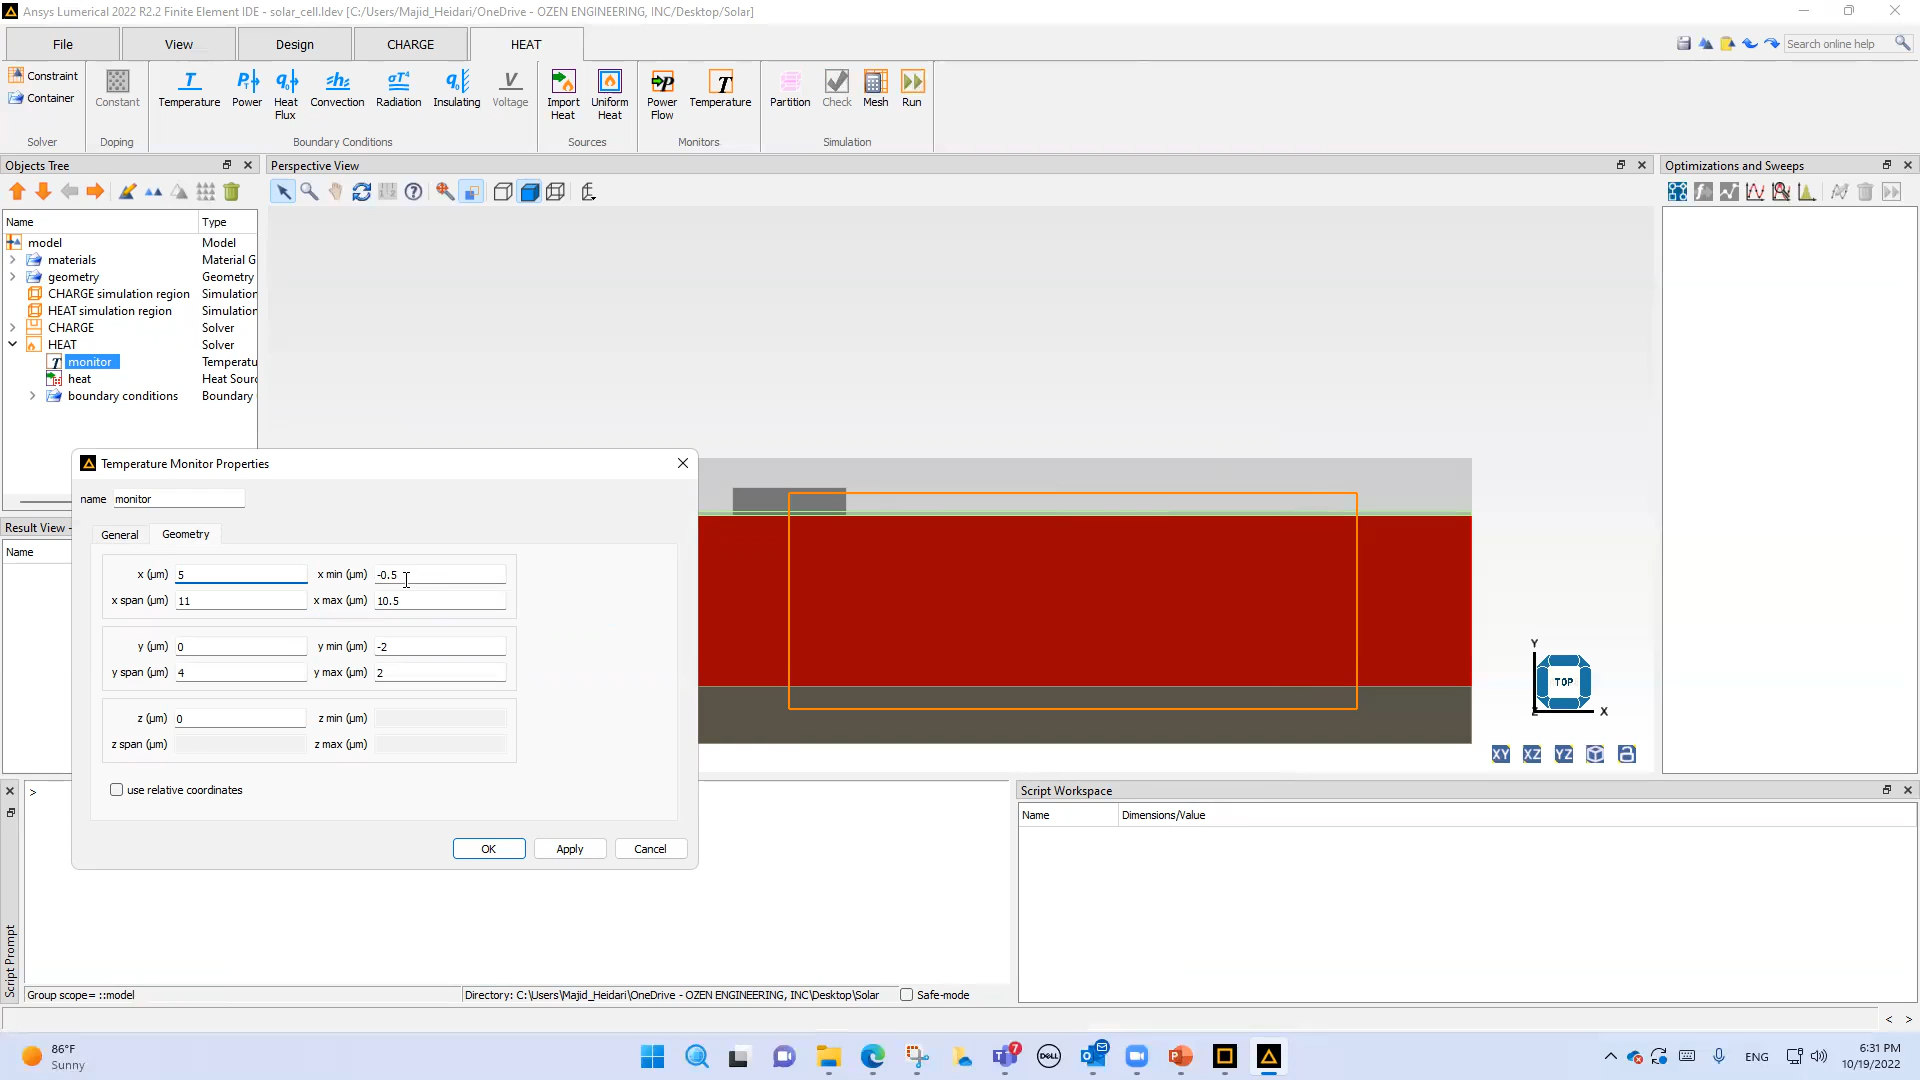 Ansys Lumerical 2022 R2.2 Finite Element IDE - solar_cell.ldev [C:/Users/Majid_Heidari/OneDrive - OZEN ENGINEERING, INC/Desktop/Solar]
File View Design CHARGE HEAT
Search online help
Constraint
Container
Solver
Constant
Doping
Temperature Power Heat Flux Convection Radiation Insulating Voltage
Boundary Conditions
Import Heat Uniform Heat
Sources
Power Flow Temperature
Monitors
Partition Check Mesh Run
Simulation
Objects Tree
Name Type
model Model
materials Material G
geometry Geometry
CHARGE simulation region Simulation
HEAT simulation region Simulation
CHARGE Solver
HEAT Solver
monitor Temperatu
heat Heat Sourc
boundary conditions Boundary
Perspective View
Optimizations and Sweeps
Result View -
Name
Temperature Monitor Properties
name monitor
General Geometry
x (µm) 5 x min (µm) -0.5
x span (µm) 11 x max (µm) 10.5
y (µm) 0 y min (µm) -2
y span (µm) 4 y max (µm) 2
z (µm) 0 z min (µm)
z span (µm) z max (µm)
use relative coordinates
OK Apply Cancel
Y
TOP
Z X
XY XZ YZ
>
Script Prompt
Script Workspace
Name Dimensions/Value
Group scope= ::model
Directory: C:\Users\Majid_Heidari\OneDrive - OZEN ENGINEERING, INC\Desktop\Solar
Safe-mode
< >
86°F
Sunny
7
DELL
ENG
6:31 PM
10/19/2022